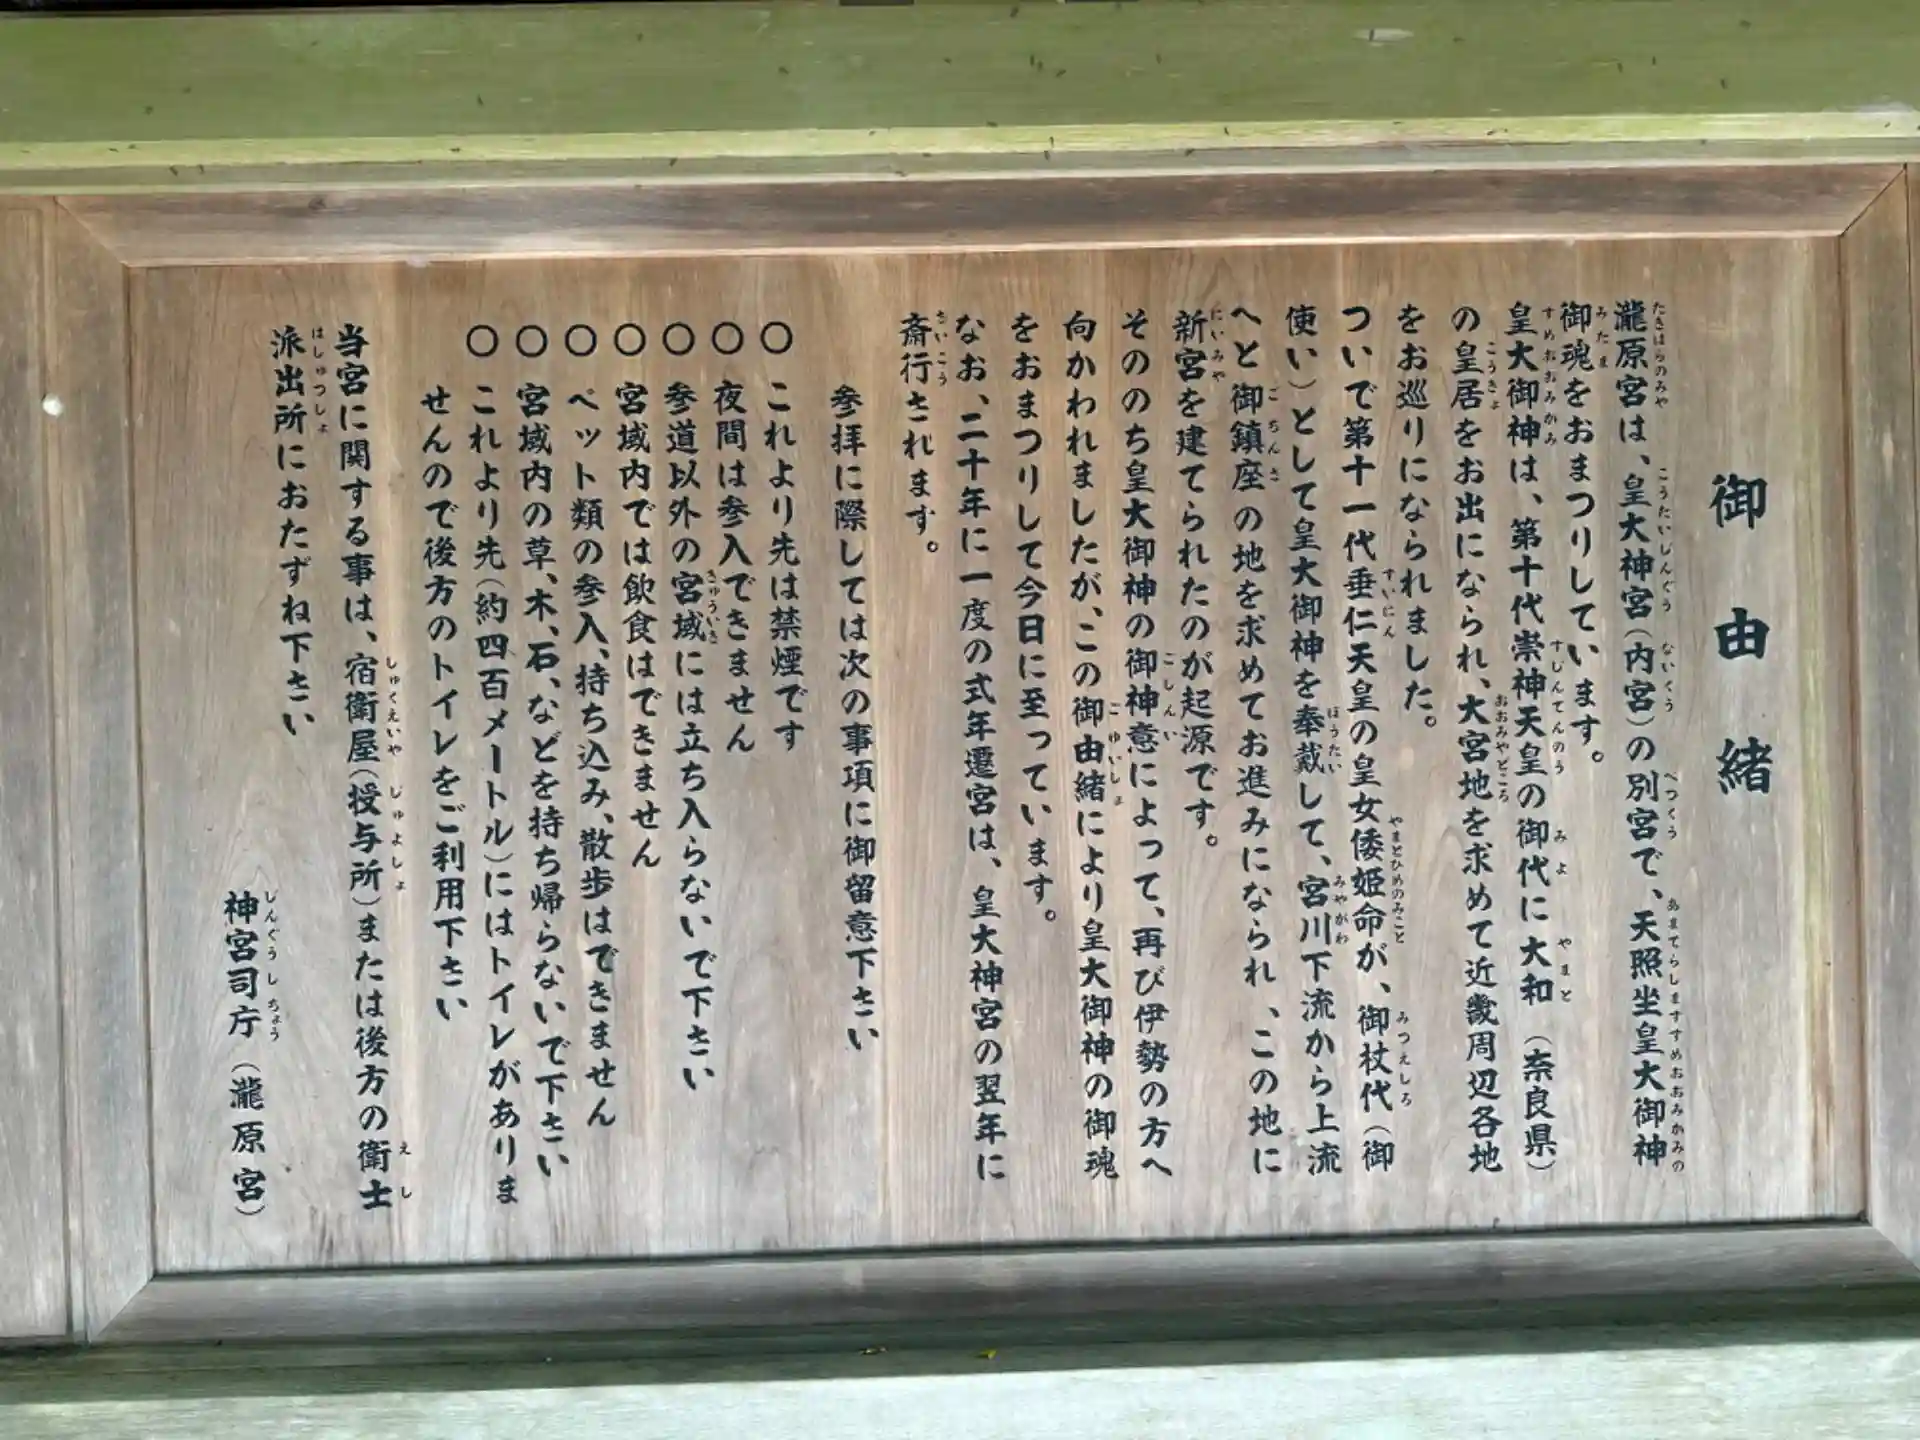 御由緒
瀧原宮は、皇大神宮(内宮)の別宮で、天照坐皇大御神
御魂をおまつりしています。
皇大御神は、第十代崇神天皇の御代に大和(奈良県)
の皇居をお出になられ、大宮地を求めて近畿周辺各地
をお巡りになられました。
ついで第十一代垂仁天皇の皇女倭姫命が、御杖代(御
使い)として皇大御神を奉戴して、宮川下流から上流
へと御鎮座の地を求めてお進みになられ、この地に
新宮を建てられたのが起源です。
そののち皇大御神の御神意によって、再び伊勢の方へ
向かわれましたが、この御由緒により皇大御神の御魂
をおまつりして今日に至っています。
なお、二十年に一度の式年遷宮は、皇大神宮の翌年に
斎行されます。
参拝に際しては次の事項に御留意下さい
○これより先は禁煙です
○夜間は参入できません
○参道以外の宮域には立ち入らないで下さい
○宮域内では飲食はできません
○ペット類の参入、持ち込み、散歩はできません
○宮域内の草、木、石、などを持ち帰らないで下さい
○これより先(約四百メートル)にはトイレがありま
せんので後方のトイレをご利用下さい
当宮に関する事は、宿衛屋(授与所)または後方の衛士
派出所におたずね下さい
神宮司庁(瀧原宮)